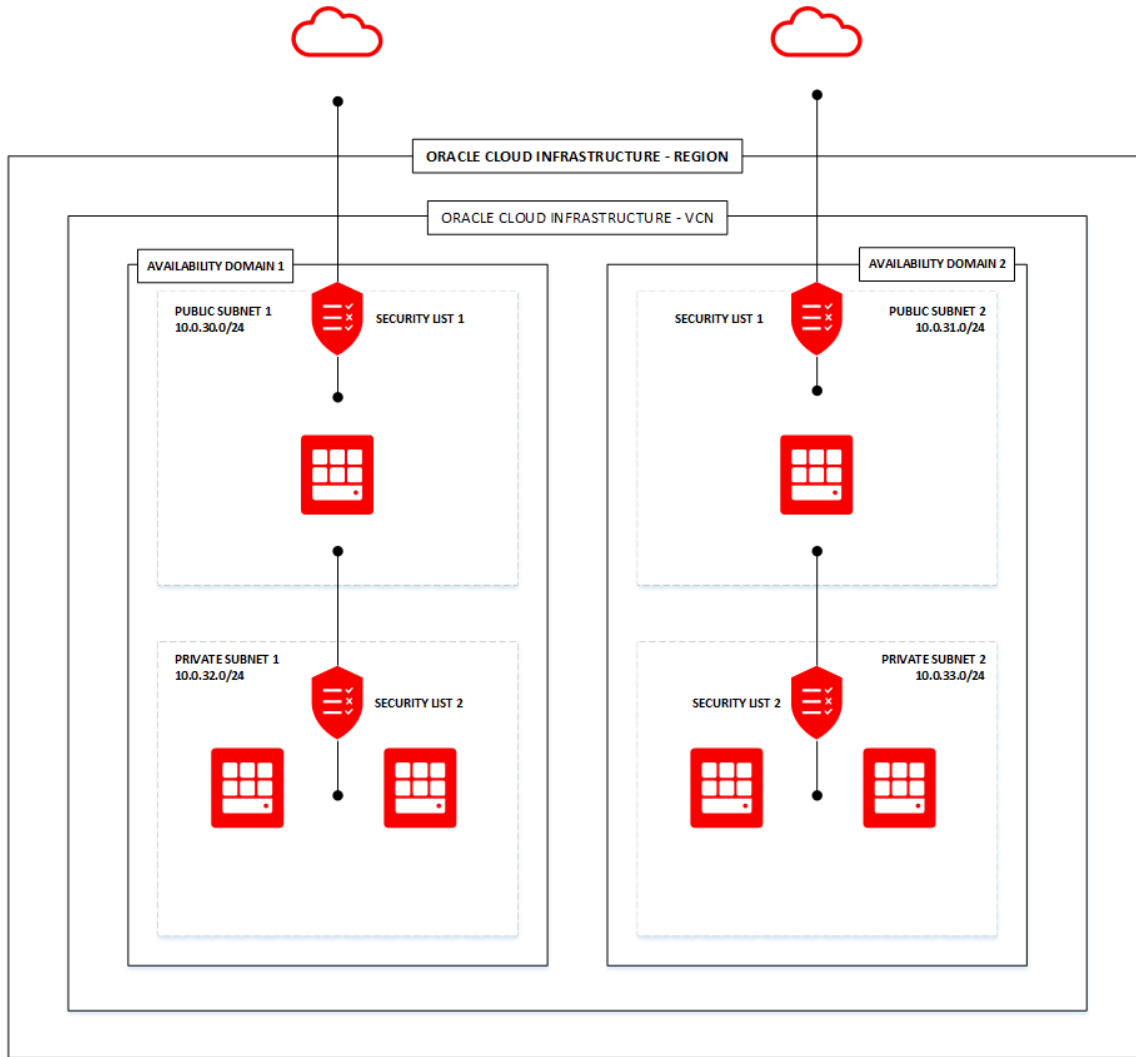 ORACLE CLOUD INFRASTRUCTURE - REGION
ORACLE CLOUD INFRASTRUCTURE - VCN
AVAILABILITY DOMAIN 1
PUBLIC SUBNET 1
10.0.30.0/24
SECURITY LIST 1
PRIVATE SUBNET 1
10.0.32.0/24
SECURITY LIST 2
AVAILABILITY DOMAIN 2
SECURITY LIST 1
PUBLIC SUBNET 2
10.0.31.0/24
PRIVATE SUBNET 2
10.0.33.0/24
SECURITY LIST 2